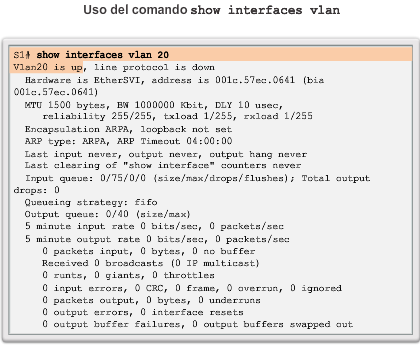 Uso del comando show interfaces vlan
S1# show interfaces vlan 20
Vlan20 is up, line protocol is down
Hardware is EtherSVI, address is 001c.57ec.0641 (bia
001c.57ec.0641)
MTU 1500 bytes, BW 1000000 Kbit, DLY 10 usec,
reliability 255/255, txload 1/255, rxload 1/255
Encapsulation ARPA, loopback not set
ARP type: ARPA, ARP Timeout 04:00:00
Last input never, output never, output hang never
Last clearing of "show interface" counters never
Input queue: 0/75/0/0 (size/max/drops/flushes); Total output
drops: 0
Queueing strategy: fifo
Output queue: 0/40 (size/max)
5 minute input rate 0 bits/sec, 0 packets/sec
5 minute output rate 0 bits/sec, 0 packets/sec
0 packets input, 0 bytes, 0 no buffer
Received 0 broadcasts (0 IP multicast)
0 runts, 0 giants, 0 throttles
0 input errors, 0 CRC, 0 frame, 0 overrun, 0 ignored
0 packets output, 0 bytes, 0 underruns
0 output errors, 0 interface resets
0 output buffer failures, 0 output buffers swapped out